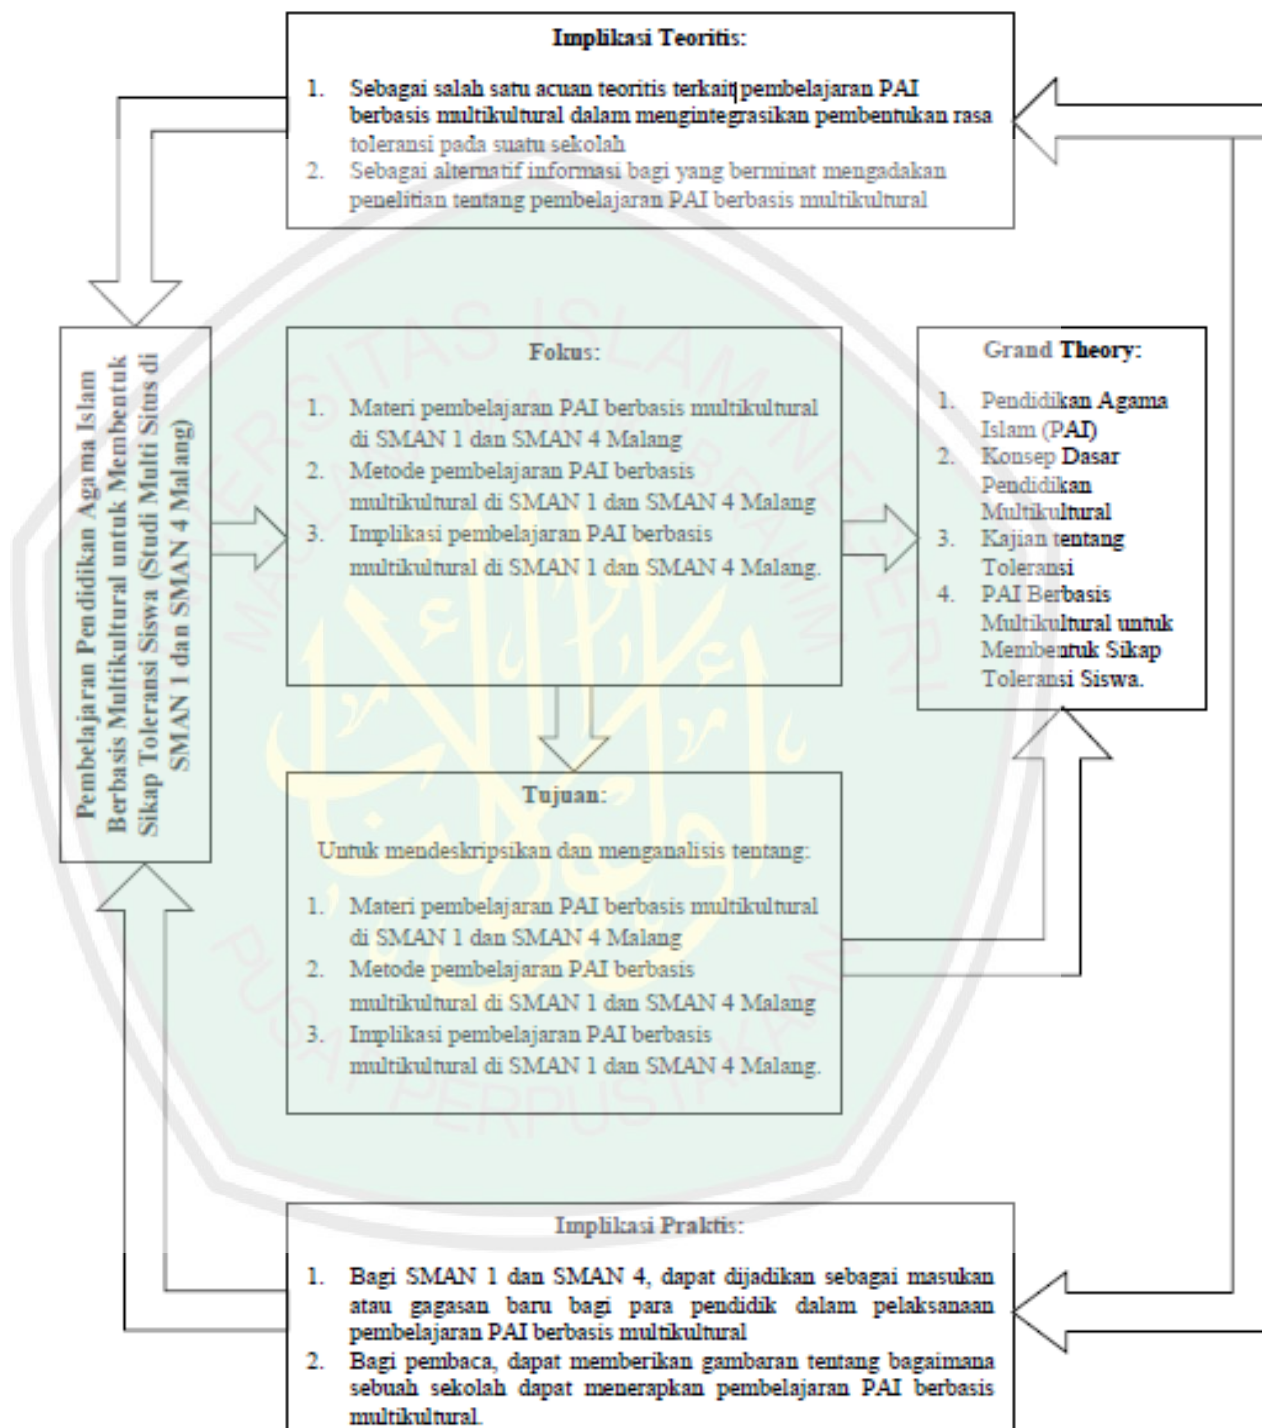 Implikasi Teoritis:
1. Sebagai salah satu acuan teoritis terkait pembelajaran PAI
berbasis multikultural dalam mengintegrasikan pembentukan rasa
toleransi pada suatu sekolah
2. Sebagai alternatif informasi bagi yang berminat mengadakan
penelitian tentang pembelajaran PAI berbasis multikultural
Pembelajaran Pendidikan Agama Islam
Berbasis Multikultural untuk Membentuk
Sikap Toleransi Siswa (Studi Multi Situs di
SMAN 1 dan SMAN 4 Malang)
Fokus:
1. Materi pembelajaran PAI berbasis multikultural
di SMAN 1 dan SMAN 4 Malang
2. Metode pembelajaran PAI berbasis
multikultural di SMAN 1 dan SMAN 4 Malang
3. Implikasi pembelajaran PAI berbasis
multikultural di SMAN 1 dan SMAN 4 Malang.
Grand Theory:
1. Pendidikan Agama
Islam (PAI)
2. Konsep Dasar
Pendidikan
Multikultural
3. Kajian tentang
Toleransi
4. PAI Berbasis
Multikultural untuk
Membentuk Sikap
Toleransi Siswa.
Tujuan:
Untuk mendeskripsikan dan menganalisis tentang:
1. Materi pembelajaran PAI berbasis multikultural
di SMAN 1 dan SMAN 4 Malang
2. Metode pembelajaran PAI berbasis
multikultural di SMAN 1 dan SMAN 4 Malang
3. Implikasi pembelajaran PAI berbasis
multikultural di SMAN 1 dan SMAN 4 Malang.
Implikasi Praktis:
1. Bagi SMAN 1 dan SMAN 4, dapat dijadikan sebagai masukan
atau gagasan baru bagi para pendidik dalam pelaksanaan
pembelajaran PAI berbasis multikultural
2. Bagi pembaca, dapat memberikan gambaran tentang bagaimana
sebuah sekolah dapat menerapkan pembelajaran PAI berbasis
multikultural.
PUSAT PERPUSTAKAAN